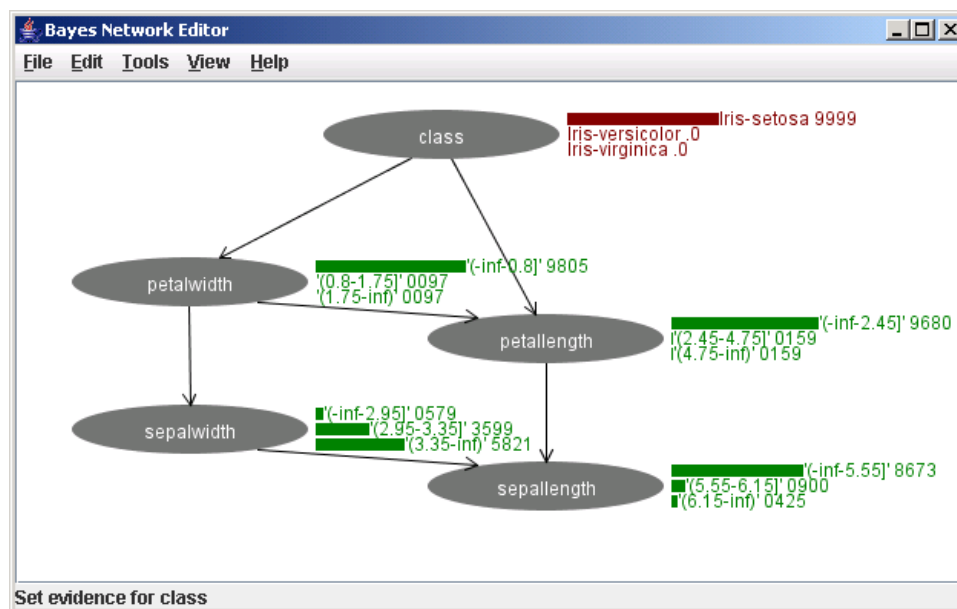 Bayes Network Editor
File Edit Tools View Help
class
Iris-setosa 9999
Iris-versicolor .0
Iris-virginica .0
petalwidth
'(-inf-0.8]' 9805
'(0.8-1.75]' 0097
'(1.75-inf)' 0097
petallength
'(-inf-2.45]' 9680
'(2.45-4.75]' 0159
'(4.75-inf)' 0159
sepalwidth
'(-inf-2.95]' 0579
'(2.95-3.35]' 3599
'(3.35-inf)' 5821
sepallength
'(-inf-5.55]' 8673
'(5.55-6.15]' 0900
'(6.15-inf)' 0425
Set evidence for class